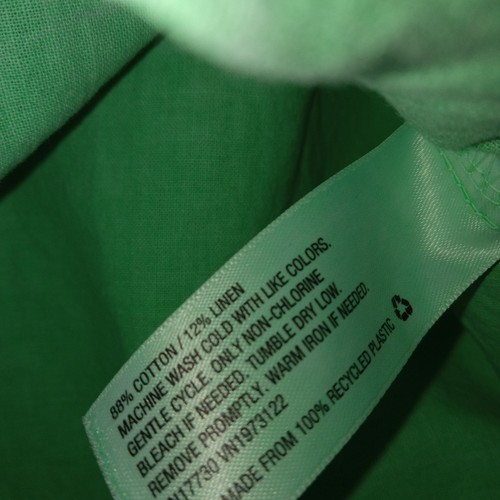 88% COTTON / 12% LINEN
MACHINE WASH COLD WITH LIKE COLORS.
GENTLE CYCLE. ONLY NON-CHLORINE
BLEACH IF NEEDED. TUMBLE DRY LOW.
REMOVE PROMPTLY. WARM IRON IF NEEDED.
17730 VN1973122
MADE FROM 100% RECYCLED PLASTIC